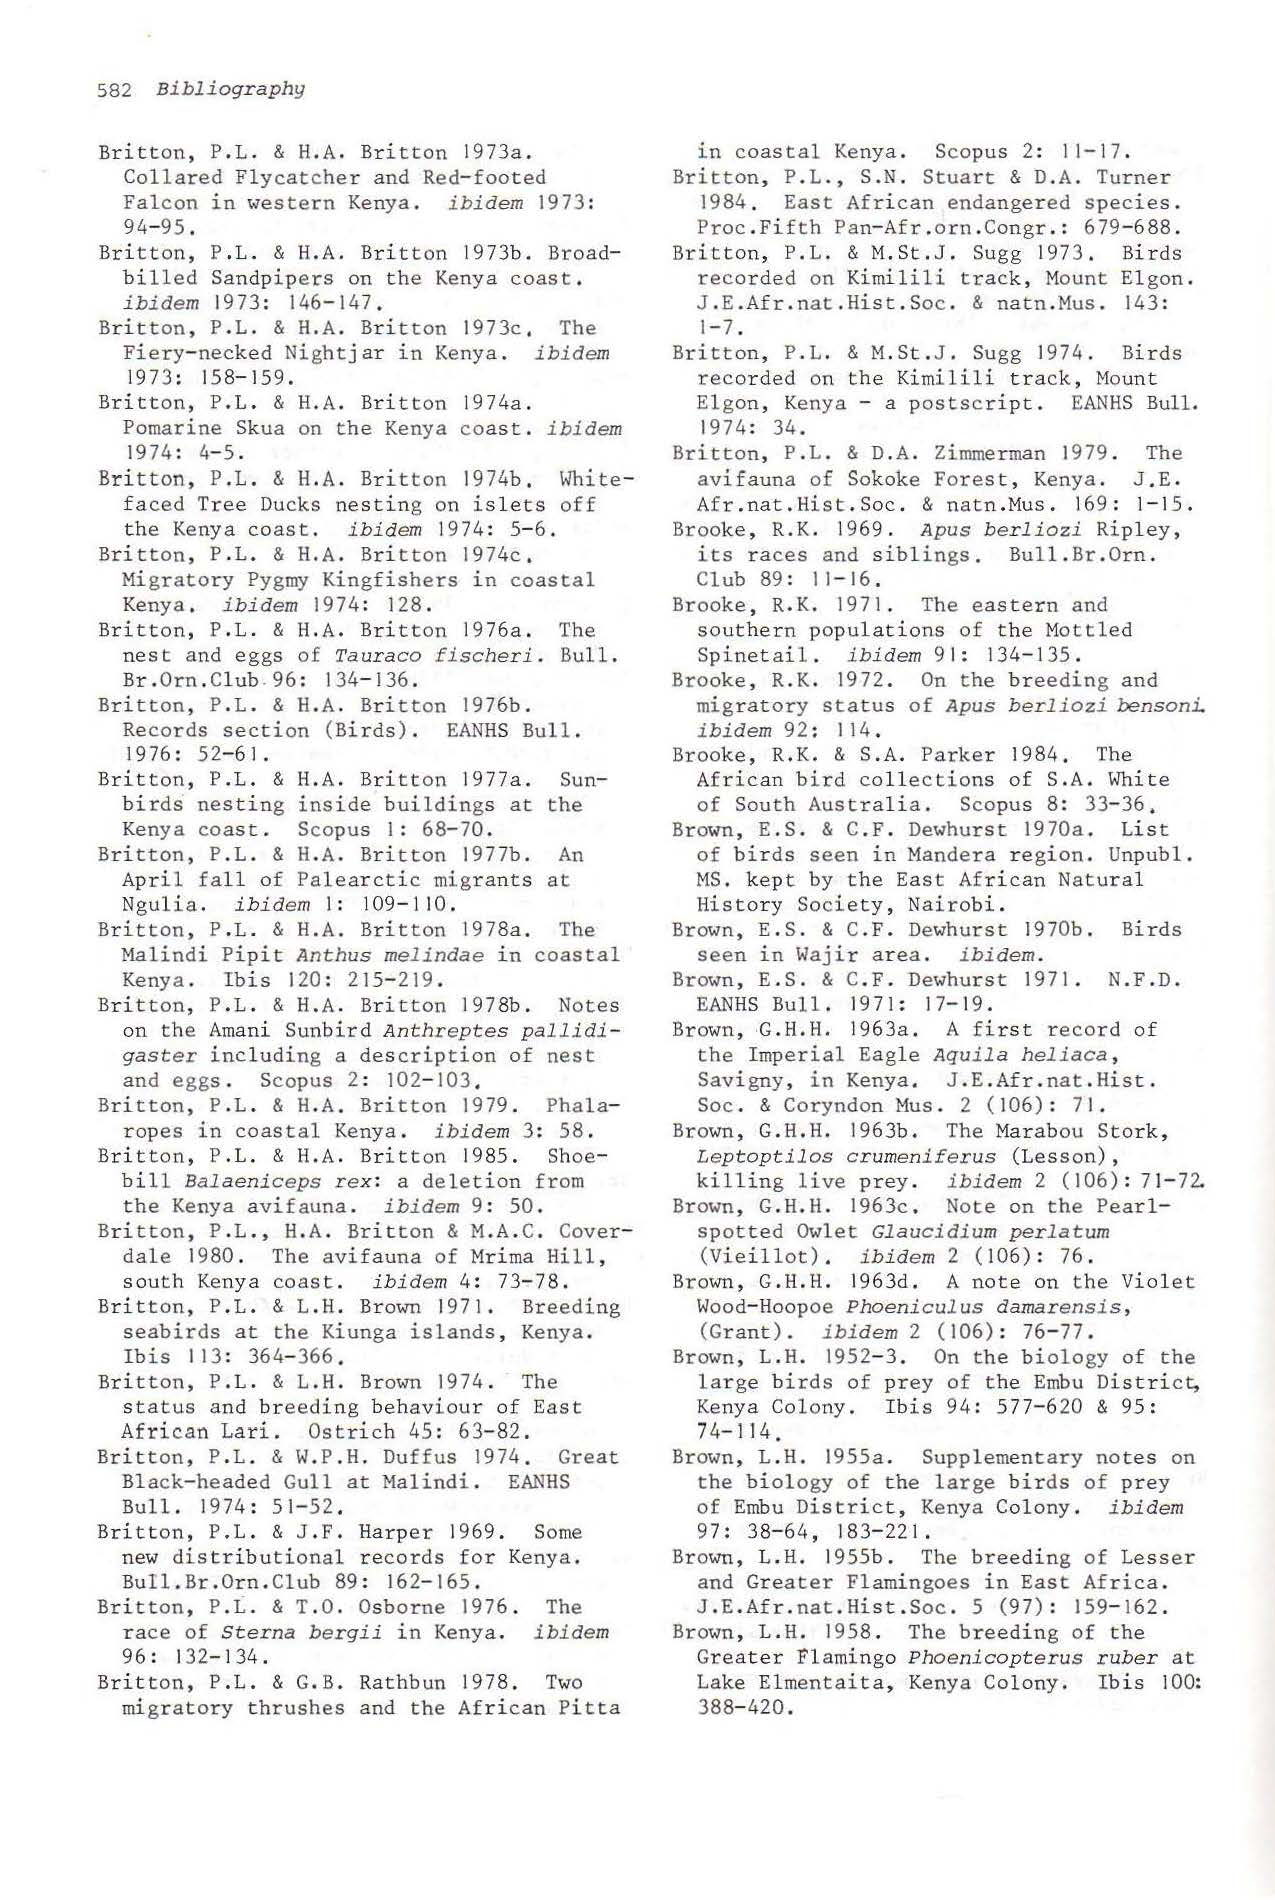 582 Bibliography
Britton, P.L. & H.A. Britton 1973a.
Collared Flycatcher and Red-footed
Falcon in western Kenya. ibidem 1973:
94-95.
Britton, P.L. & H.A. Britton 1973b. Broad-
billed Sandpipers on the Kenya coast.
ibidem 1973: 146-147.
Britton, P.L. & H.A. Britton 1973c. The
Fiery-necked Nightjar in Kenya. ibidem
1973: 158-159.
Britton, P.L. & H.A. Britton 1974a.
Pomarine Skua on the Kenya coast. ibidem
1974: 4-5.
Britton, P.L. & H.A. Britton 1974b. White-
faced Tree Ducks nesting on islets off
the Kenya coast. ibidem 1974: 5-6.
Britton, P.L. & H.A. Britton 1974c.
Migratory Pygmy Kingfishers in coastal
Kenya. ibidem 1974: 128.
Britton, P.L. & H.A. Britton 1976a. The
nest and eggs of Tauraco fischeri. Bull.
Br.Orn.Club 96: 134-136.
Britton, P.L. & H.A. Britton 1976b.
Records section (Birds). EANHS Bull.
1976: 52-61.
Britton, P.L. & H.A. Britton 1977a. Sun-
birds nesting inside buildings at the
Kenya coast. Scopus 1: 68-70.
Britton, P.L. & H.A. Britton 1977b. An
April fall of Palearctic migrants at
Ngulia. ibidem 1: 109-110.
Britton, P.L. & H.A. Britton 1978a. The
Malindi Pipit Anthus melindae in coastal
Kenya. Ibis 120: 215-219.
Britton, P.L. & H.A. Britton 1978b. Notes
on the Amani Sunbird Anthreptes pallidi-
gaster including a description of nest
and eggs. Scopus 2: 102-103.
Britton, P.L. & H.A. Britton 1979. Phala-
ropes in coastal Kenya. ibidem 3: 58.
Britton, P.L. & H.A. Britton 1985. Shoe-
bill Balaeniceps rex: a deletion from
the Kenya avifauna. ibidem 9: 50.
Britton, P.L., H.A. Britton & M.A.C. Cover-
dale 1980. The avifauna of Mrima Hill,
south Kenya coast. ibidem 4: 73-78.
Britton, P.L. & L.H. Brown 1971. Breeding
seabirds at the Kiunga islands, Kenya.
Ibis 113: 364-366.
Britton, P.L. & L.H. Brown 1974. The
status and breeding behaviour of East
African Lari. Ostrich 45: 63-82.
Britton, P.L. & W.P.H. Duffus 1974. Great
Black-headed Gull at Malindi. EANHS
Bull. 1974: 51-52.
Britton, P.L. & J.F. Harper 1969. Some
new distributional records for Kenya.
Bull.Br.Orn.Club 89: 162-165.
Britton, P.L. & T.O. Osborne 1976. The
race of Sterna bergii in Kenya. ibidem
96: 132-134.
Britton, P.L. & G.B. Rathbun 1978. Two
migratory thrushes and the African Pitta
in coastal Kenya. Scopus 2: 11-17.
Britton, P.L., S.N. Stuart & D.A. Turner
1984. East African endangered species.
Proc.Fifth Pan-Afr.orn.Congr.: 679-688.
Britton, P.L. & M.St.J. Sugg 1973. Birds
recorded on Kimilili track, Mount Elgon.
J.E.Afr.nat.Hist.Soc. & natn.Mus. 143:
1-7.
Britton, P.L. & M.St.J. Sugg 1974. Birds
recorded on the Kimilili track, Mount
Elgon, Kenya - a postscript. EANHS Bull.
1974: 34.
Britton, P.L. & D.A. Zimmerman 1979. The
avifauna of Sokoke Forest, Kenya. J.E.
Afr.nat.Hist.Soc. & natn.Mus. 169: 1-15.
Brooke, R.K. 1969. Apus berliozi Ripley,
its races and siblings. Bull.Br.Orn.
Club 89: 11-16.
Brooke, R.K. 1971. The eastern and
southern populations of the Mottled
Spinetail. ibidem 91: 134-135.
Brooke, R.K. 1972. On the breeding and
migratory status of Apus berliozi bensoni.
ibidem 92: 114.
Brooke, R.K. & S.A. Parker 1984. The
African bird collections of S.A. White
of South Australia. Scopus 8: 33-36.
Brown, E.S. & C.F. Dewhurst 1970a. List
of birds seen in Mandera region. Unpubl.
MS. kept by the East African Natural
History Society, Nairobi.
Brown, E.S. & C.F. Dewhurst 1970b. Birds
seen in Wajir area. ibidem.
Brown, E.S. & C.F. Dewhurst 1971. N.F.D.
EANHS Bull. 1971: 17-19.
Brown, G.H.H. 1963a. A first record of
the Imperial Eagle Aquila heliaca,
Savigny, in Kenya. J.E.Afr.nat.Hist.
Soc. & Coryndon Mus. 2 (106): 71.
Brown, G.H.H. 1963b. The Marabou Stork,
Leptoptilos crumeniferus (Lesson),
killing live prey. ibidem 2 (106): 71-72.
Brown, G.H.H. 1963c. Note on the Pearl-
spotted Owlet Glaucidium perlatum
(Vieillot). ibidem 2 (106): 76.
Brown, G.H.H. 1963d. A note on the Violet
Wood-Hoopoe Phoeniculus damarensis,
(Grant). ibidem 2 (106): 76-77.
Brown, L.H. 1952-3. On the biology of the
large birds of prey of the Embu District,
Kenya Colony. Ibis 94: 577-620 & 95:
74-114.
Brown, L.H. 1955a. Supplementary notes on
the biology of the large birds of prey
of Embu District, Kenya Colony. ibidem
97: 38-64, 183-221.
Brown, L.H. 1955b. The breeding of Lesser
and Greater Flamingoes in East Africa.
J.E.Afr.nat.Hist.Soc. 5 (97): 159-162.
Brown, L.H. 1958. The breeding of the
Greater Flamingo Phoenicopterus ruber at
Lake Elmentaita, Kenya Colony. Ibis 100:
388-420.